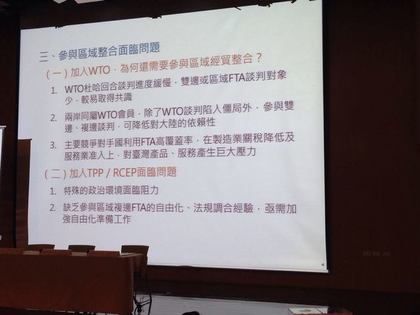 三、參與區域整合面臨問題
(一)加入WTO,為何還需要參與區域經貿整合？
1. WTO杜哈回合談判進度緩慢，雙邊或區域FTA談判對象
少，較易取得共識
2. 兩岸同屬WTO會員，除了WTO談判陷入僵局外，參與雙
邊、複邊談判，可降低對大陸的依賴性
3. 主要競爭對手國利用FTA高覆蓋率，在製造業關稅降低及
服務業准入上，對臺灣產品、服務產生巨大壓力
(二)加入TPP / RCEP面臨問題
1. 特殊的政治環境面臨阻力
2. 缺乏參與區域複邊FTA的自由化、法規調合經驗，亟需加
強自由化準備工作